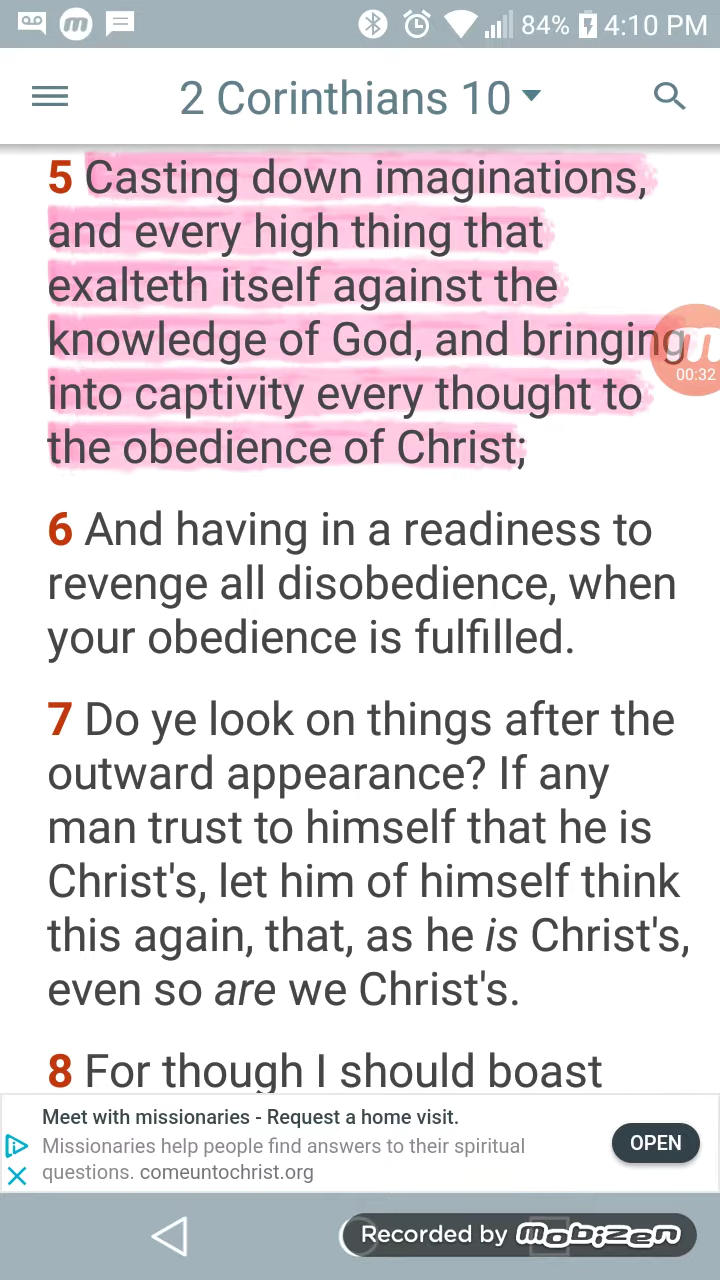 84% 4:10 PM
2 Corinthians 10
5 Casting down imaginations,
and every high thing that
exalteth itself against the
knowledge of God, and bringing
into captivity every thought to
the obedience of Christ;
m
00:32
6 And having in a readiness to
revenge all disobedience, when
your obedience is fulfilled.
7 Do ye look on things after the
outward appearance? If any
man trust to himself that he is
Christ's, let him of himself think
this again, that, as he is Christ's,
even so are we Christ's.
8 For though I should boast
Meet with missionaries - Request a home visit.
Missionaries help people find answers to their spiritual
questions. comeuntochrist.org
OPEN
Recorded by mobizen